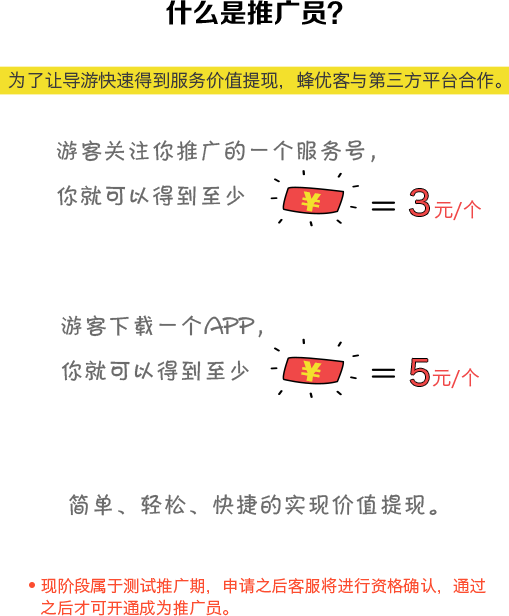 什么是推广员?
为了让导游快速得到服务价值提现，蜂优客与第三方平台合作。
游客关注你推广的一个服务号，
你就可以得到至少 ¥ = 3元/个
游客下载一个APP，
你就可以得到至少 ¥ = 5元/个
简单、轻松、快捷的实现价值提现。
• 现阶段属于测试推广期，申请之后客服将进行资格确认，通过
之后才可开通成为推广员。